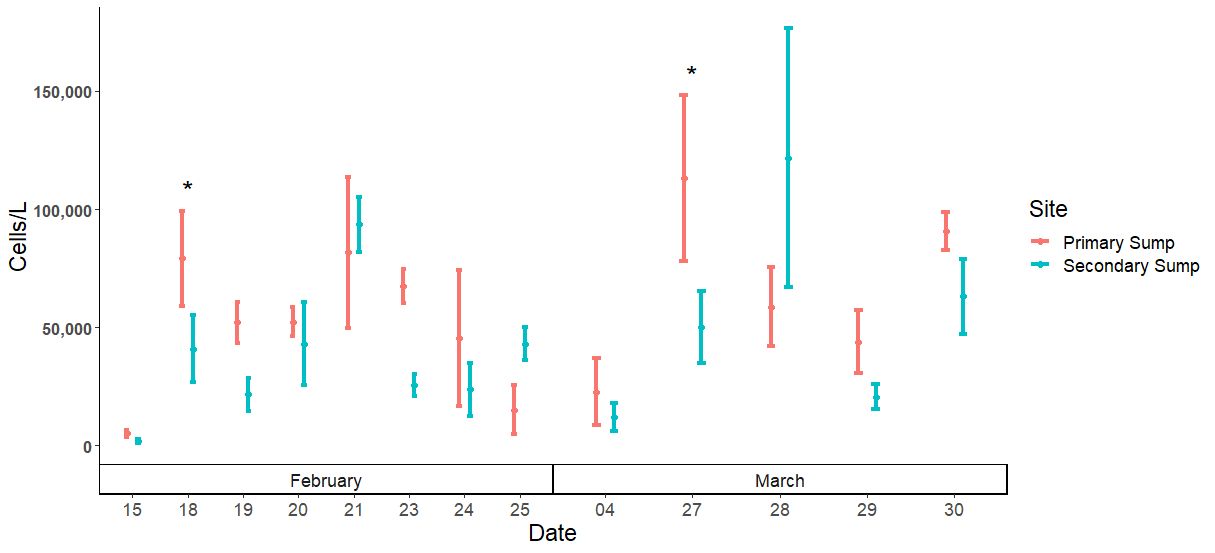 *
*
150,000
100,000
50,000
0
Cells/L
February March
15 18 19 20 21 23 24 25 04 27 28 29 30
Date
Site
Primary Sump
Secondary Sump